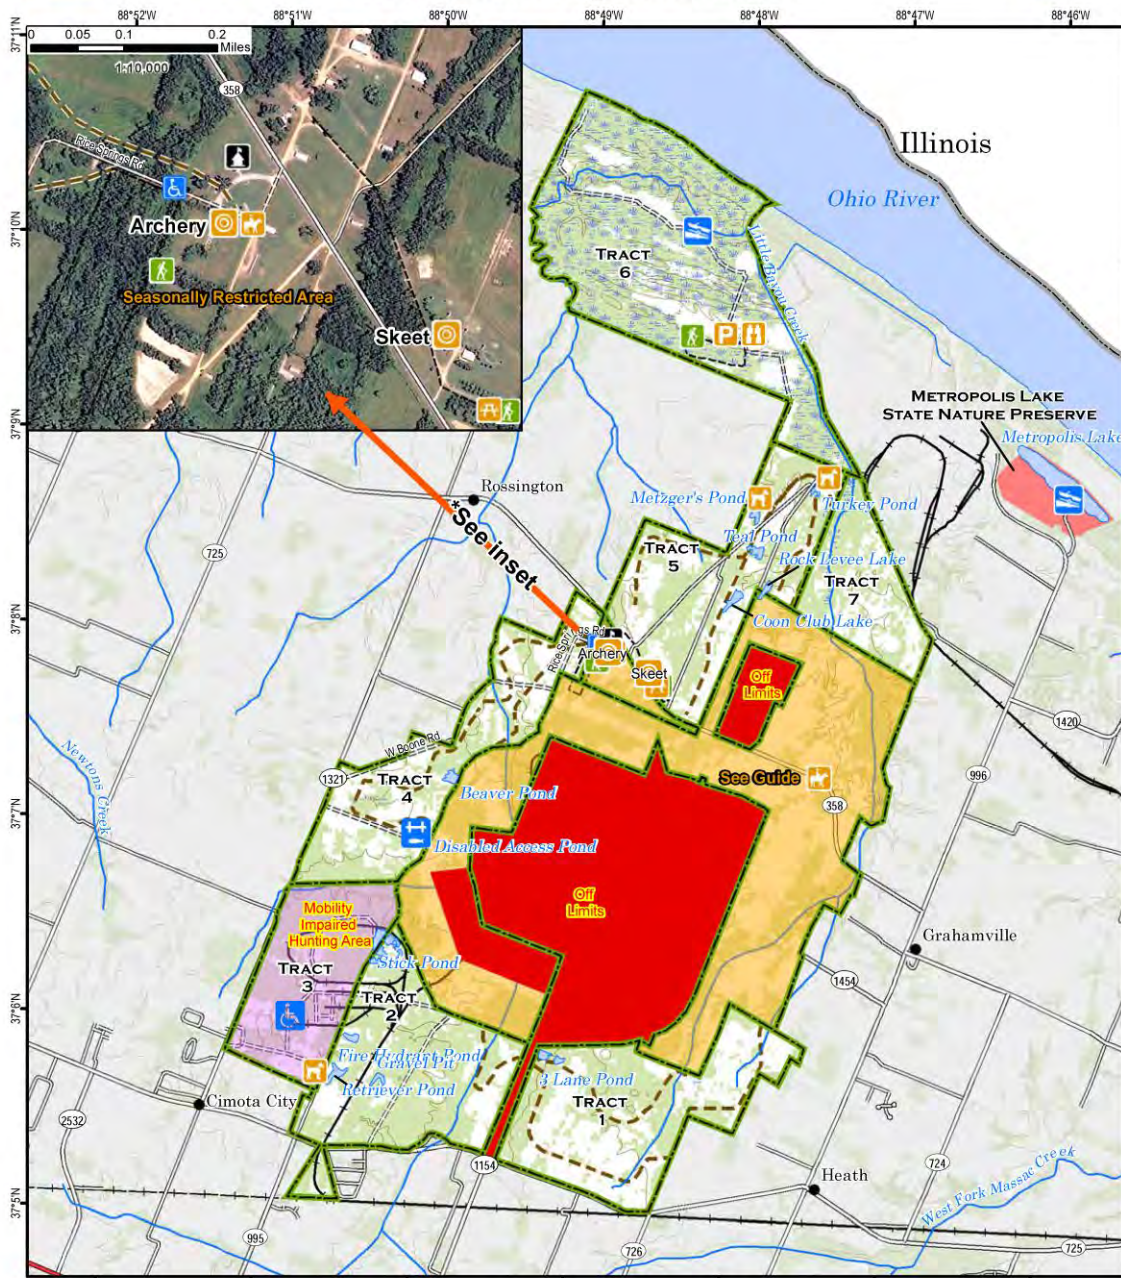 88°52'W
88°51'W
88°50'W
88°49'W
88°48'W
88°47'W
88°46'W
37°11'N
37°10'N
37°9'N
37°8'N
37°7'N
37°6'N
37°5'N
0 0.05 0.1 0.2
Miles
1:10,000
358
Rice Springs Rd
Archery
Seasonally Restricted Area
Skeet
Illinois
Ohio River
TRACT
6
P
Little Bayou Creek
METROPOLIS LAKE
STATE NATURE PRESERVE
Metropolis Lake
Rossington
*See inset
725
Metzger's Pond
Turkey Pond
Teal Pond
TRACT
5
Rock Levee Lake
TRACT
7
Coon Club Lake
Rice Springs Rd
Archery
Skeet
Off
Limits
1420
996
W Boone Rd
1321
TRACT
4
See Guide
358
Newtons Creek
Beaver Pond
Disabled Access Pond
Off
Limits
Mobility
Impaired
Hunting Area
Grahamville
Stick Pond
TRACT
3
1454
TRACT
2
Fire Hydrant Pond
Gravel Pit
Retriever Pond
3 Lane Pond
TRACT
1
Cimota City
2532
1154
724
Heath
West Fork Massac Creek
995
726
725